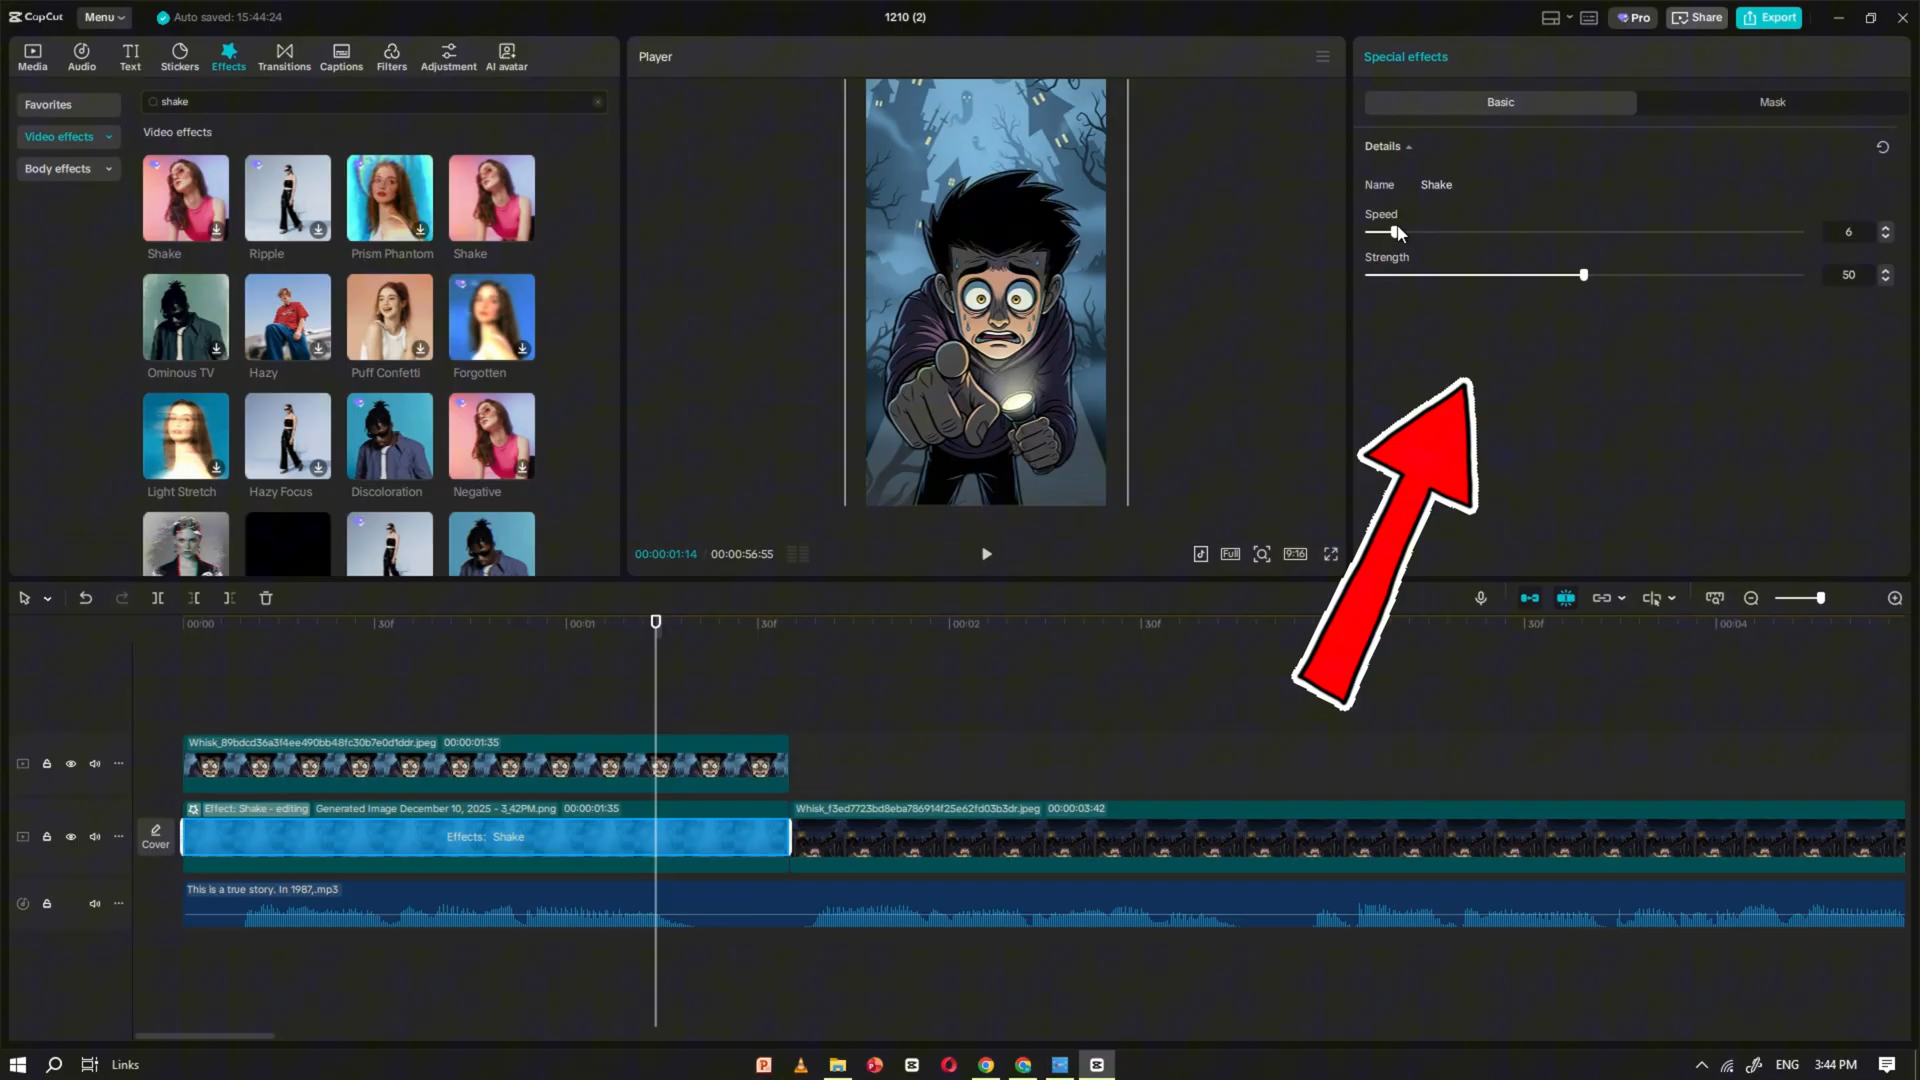 CapCut Menu Auto saved: 15:44:24 1210 (2) Pro Share Export
Media Audio Text Stickers Effects Transitions Captions Filters Adjustment AI avatar
Player
Special effects
Favorites
Video effects
Body effects
shake
Video effects
Shake Ripple Prism Phantom Shake
Ominous TV Hazy Puff Confetti Forgotten
Light Stretch Hazy Focus Discoloration Negative
00:00:01:14 / 00:00:56:55
Full
9:16
Basic Mask
Details
Name Shake
Speed
6
Strength
50
00:00 30f 00:01 30f 00:02 30f 30f 00:04
Whisk_89bdcd36a3f4ee490bb48fc30b7e0d1ddr.jpeg 00:00:01:35
Effect: Shake - editing Generated Image December 10, 2025 - 3_42PM.png 00:00:01:35
Whisk_f3ed7723bd8eba786914f25e62fd03b3dr.jpeg 00:00:03:42
Cover
Effects: Shake
This is a true story. In 1987,.mp3
Links
ENG 3:44 PM